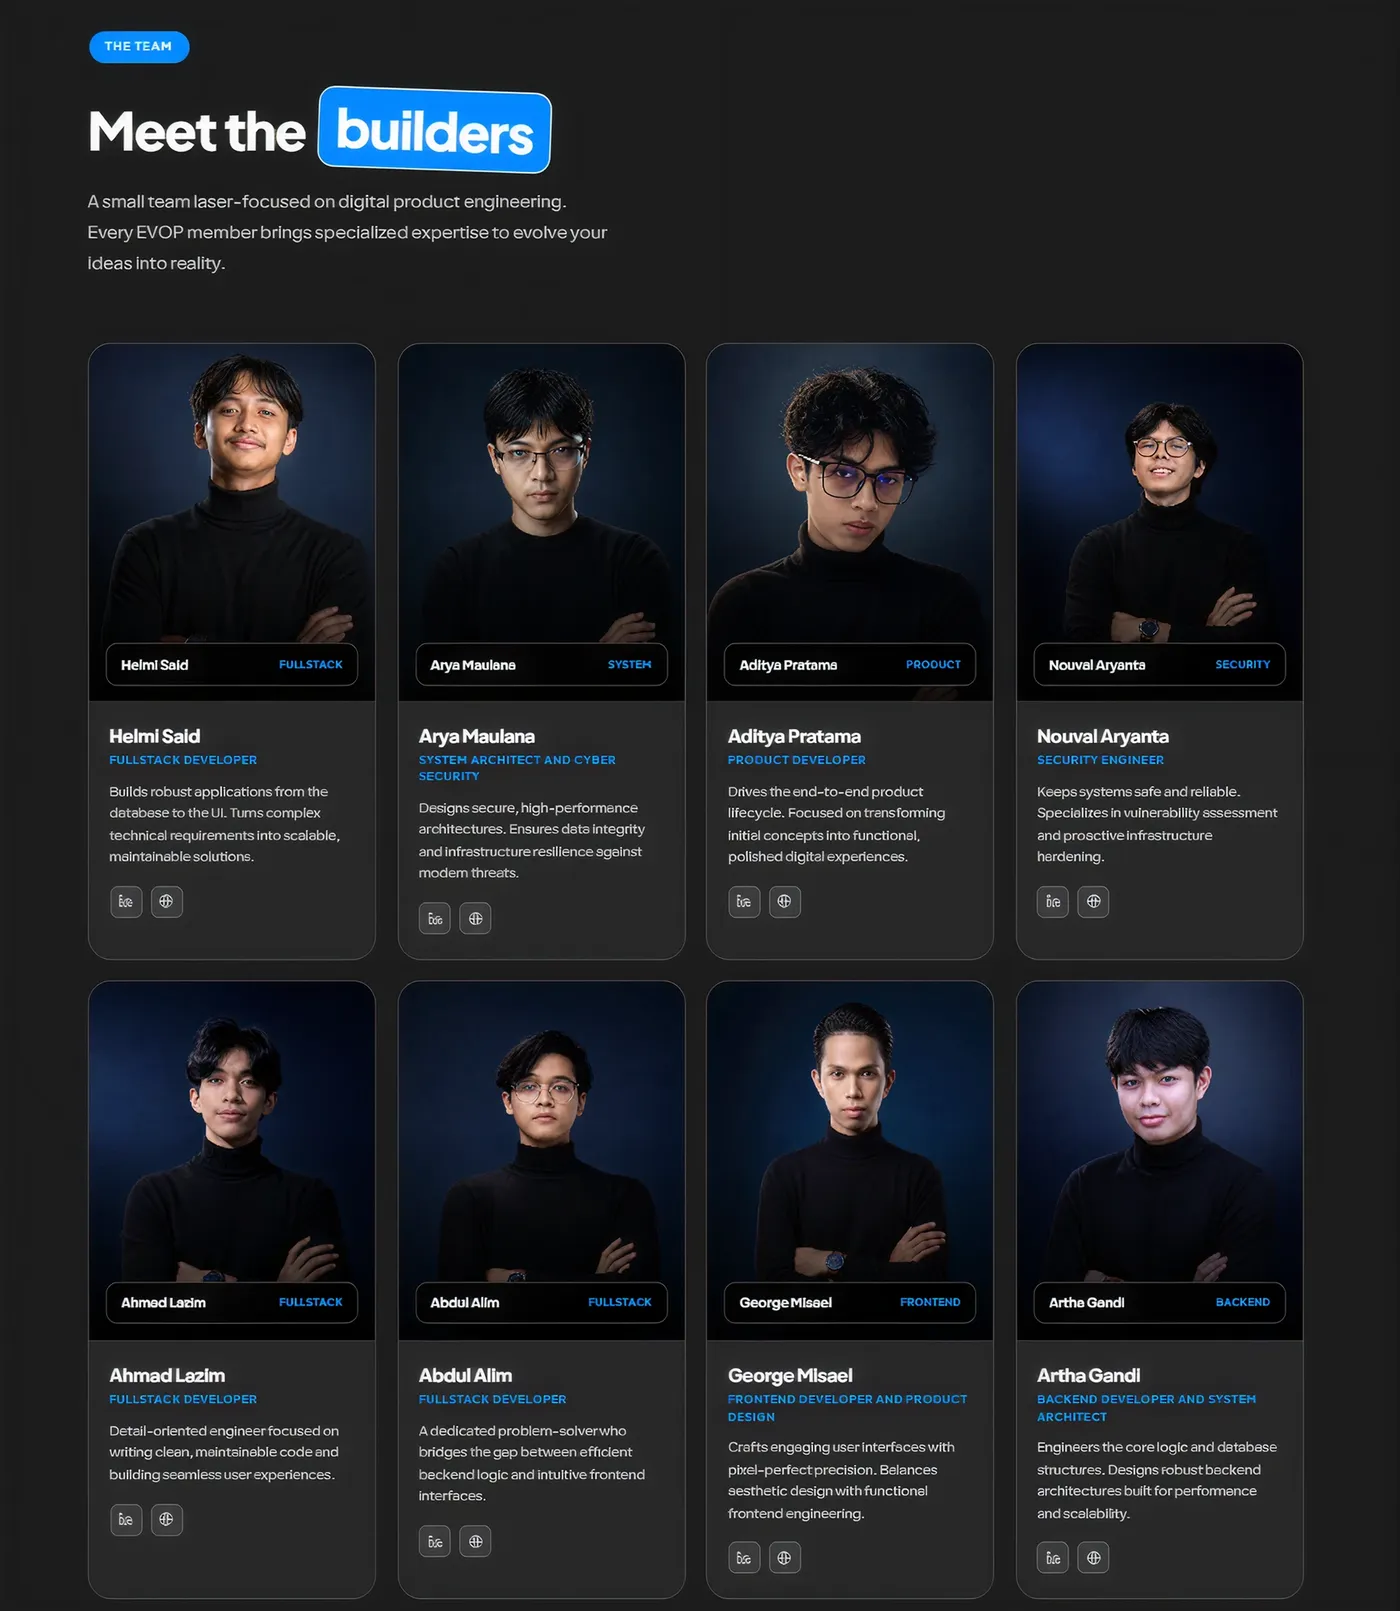 THE TEAM
Meet the builders
A small team laser-focused on digital product engineering.
Every EVOP member brings specialized expertise to evolve your
ideas into reality.
Helmi Said FULLSTACK
Arya Maulana SYSTEM
Aditya Pratama PRODUCT
Nouval Aryanta SECURITY
Helmi Said
FULLSTACK DEVELOPER
Builds robust applications from the
database to the UI. Turns complex
technical requirements into scalable,
maintainable solutions.
Arya Maulana
SYSTEM ARCHITECT AND CYBER
SECURITY
Designs secure, high-performance
architectures. Ensures data integrity
and infrastructure resilience against
modern threats.
Aditya Pratama
PRODUCT DEVELOPER
Drives the end-to-end product
lifecycle. Focused on transforming
initial concepts into functional,
polished digital experiences.
Nouval Aryanta
SECURITY ENGINEER
Keeps systems safe and reliable.
Specializes in vulnerability assessment
and proactive infrastructure
hardening.
Ahmad Lazim FULLSTACK
Abdul Alim FULLSTACK
George Misael FRONTEND
Artha Gandi BACKEND
Ahmad Lazim
FULLSTACK DEVELOPER
Detail-oriented engineer focused on
writing clean, maintainable code and
building seamless user experiences.
Abdul Alim
FULLSTACK DEVELOPER
A dedicated problem-solver who
bridges the gap between efficient
backend logic and intuitive frontend
interfaces.
George Misael
FRONTEND DEVELOPER AND PRODUCT
DESIGN
Crafts engaging user interfaces with
pixel-perfect precision. Balances
aesthetic design with functional
frontend engineering.
Artha Gandi
BACKEND DEVELOPER AND SYSTEM
ARCHITECT
Engineers the core logic and database
structures. Designs robust backend
architectures built for performance
and scalability.